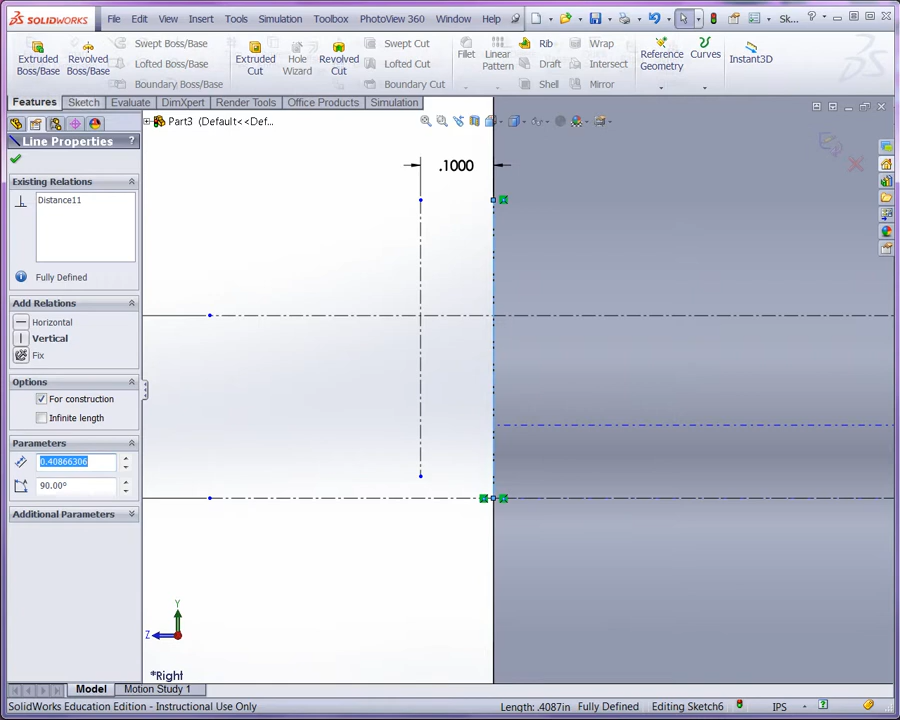 SOLIDWORKS File Edit View Insert Tools Simulation Toolbox PhotoView 360 Window Help Sk... ?
Extruded Boss/Base
Revolved Boss/Base
Swept Boss/Base
Lofted Boss/Base
Boundary Boss/Base
Extruded Cut
Hole Wizard
Revolved Cut
Swept Cut
Lofted Cut
Boundary Cut
Fillet
Linear Pattern
Rib
Draft
Shell
Wrap
Intersect
Mirror
Reference Geometry
Curves
Instant3D
Features Sketch Evaluate DimXpert Render Tools Office Products Simulation
Part3 (Default<<Def...
Line Properties ?
Existing Relations
Distance11
Fully Defined
Add Relations
Horizontal
Vertical
Fix
Options
For construction
Infinite length
Parameters
0.40866306
90.00°
Additional Parameters
.1000
Y
Z
*Right
Model Motion Study 1
SolidWorks Education Edition - Instructional Use Only Length: .4087in Fully Defined Editing Sketch6 IPS ?